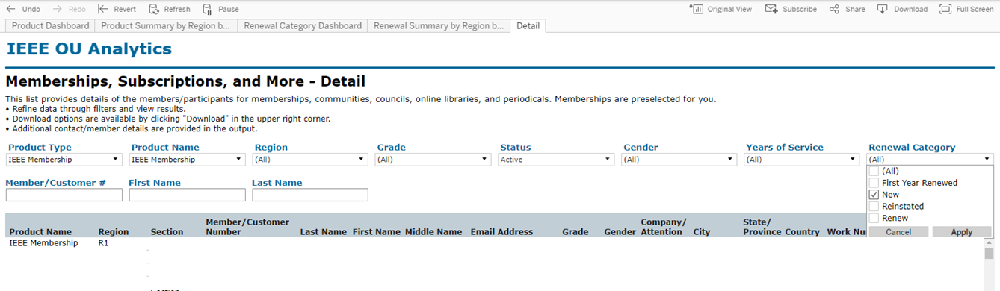 Undo Redo Revert Refresh Pause Original View Subscribe Share Download Full Screen
Product Dashboard Product Summary by Region b... Renewal Category Dashboard Renewal Summary by Region b... Detail
IEEE OU Analytics
Memberships, Subscriptions, and More - Detail
This list provides details of the members/participants for memberships, communities, councils, online libraries, and periodicals. Memberships are preselected for you.
• Refine data through filters and view results.
• Download options are available by clicking "Download" in the upper right corner.
• Additional contact/member details are provided in the output.
Product Type Product Name Region Grade Status Gender Years of Service Renewal Category
IEEE Membership IEEE Membership (All) (All) Active (All) (All) (All)
(All)
First Year Renewed
New
Reinstated
Renew
Cancel Apply
Member/Customer # First Name Last Name
Product Name Region Section Member/Customer Number Last Name First Name Middle Name Email Address Grade Gender Company/ Attention City State/ Province Country Work
IEEE Membership R1